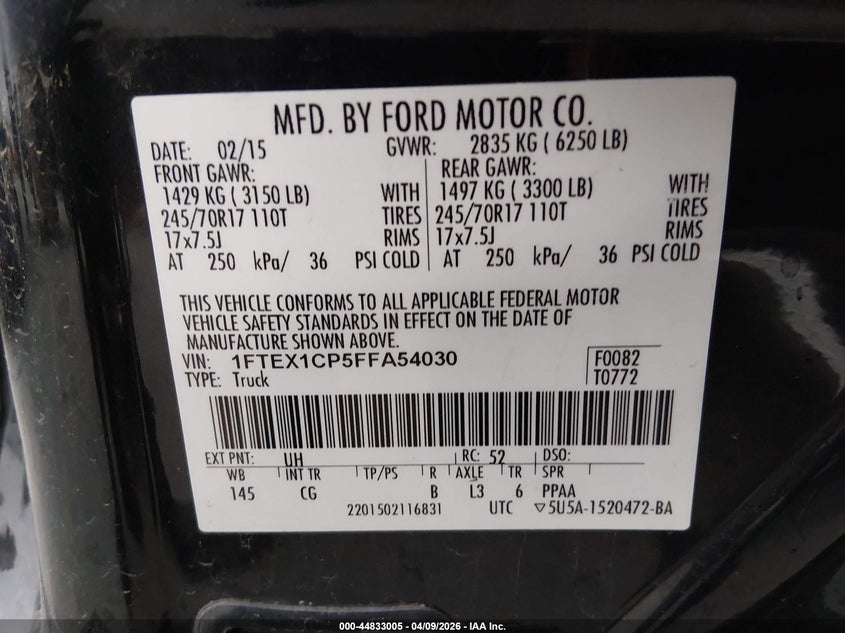 MFD. BY FORD MOTOR CO.
DATE: 02/15 GVWR: 2835 KG ( 6250 LB)
FRONT GAWR: REAR GAWR:
1429 KG ( 3150 LB) WITH 1497 KG ( 3300 LB) WITH
245/70R17 110T TIRES 245/70R17 110T TIRES
17x7.5J RIMS 17x7.5J RIMS
AT 250 kPa/ 36 PSI COLD AT 250 kPa/ 36 PSI COLD
THIS VEHICLE CONFORMS TO ALL APPLICABLE FEDERAL MOTOR
VEHICLE SAFETY STANDARDS IN EFFECT ON THE DATE OF
MANUFACTURE SHOWN ABOVE.
VIN: 1FTEX1CP5FFA54030 F0082
TYPE: Truck T0772
EXT PNT: UH RC: 52 DSO:
WB INT TR TP/PS R AXLE TR SPR
145 CG B L3 6 PPAA
2201502116831 UTC ▽5U5A-1520472-BA
000-44833005 - 04/09/2026 - IAA Inc.